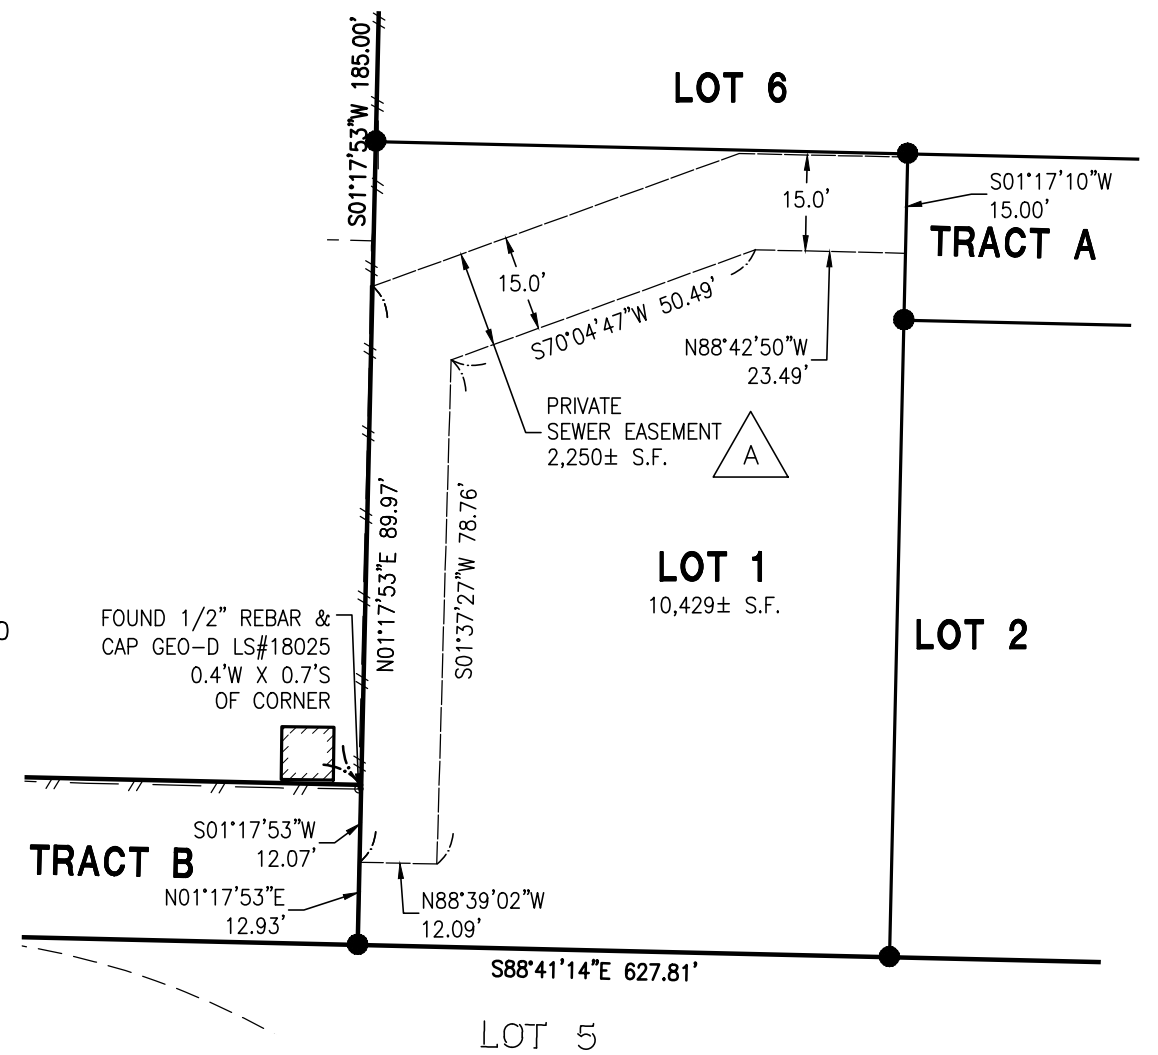 S01°17'53"W 185.00'
LOT 6
S01°17'10"W
15.00'
15.0'
TRACT A
15.0'
S70°04'47"W 50.49'
N88°42'50"W
23.49'
PRIVATE
SEWER EASEMENT
2,250± S.F.
A
N01°17'53"E 89.97'
S01°37'27"W 78.76'
LOT 1
10,429± S.F.
FOUND 1/2" REBAR &
CAP GEO-D LS#18025
0.4'W X 0.7'S
OF CORNER
LOT 2
S01°17'53"W
12.07'
TRACT B
N01°17'53"E
12.93'
N88°39'02"W
12.09'
S88°41'14"E 627.81'
LOT 5